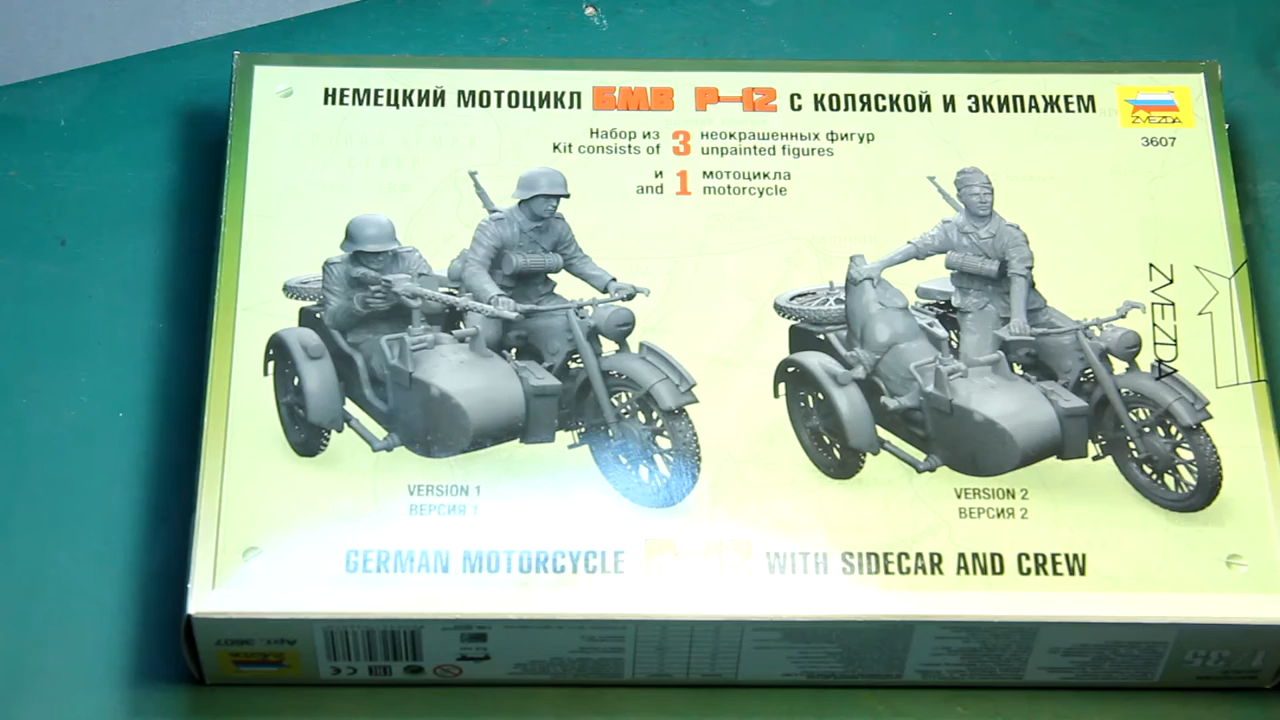 НЕМЕЦКИЙ МОТОЦИКЛ БМВ Р-12 С КОЛЯСКОЙ И ЭКИПАЖЕМ
ZVEZDA
3607
Набор из 3 неокрашенных фигур
Kit consists of unpainted figures
и 1 мотоцикла
and motorcycle
ZVEZDA
VERSION 1
ВЕРСИЯ 1
VERSION 2
ВЕРСИЯ 2
GERMAN MOTORCYCLE WITH SIDECAR AND CREW
Арт. 3607
1/35